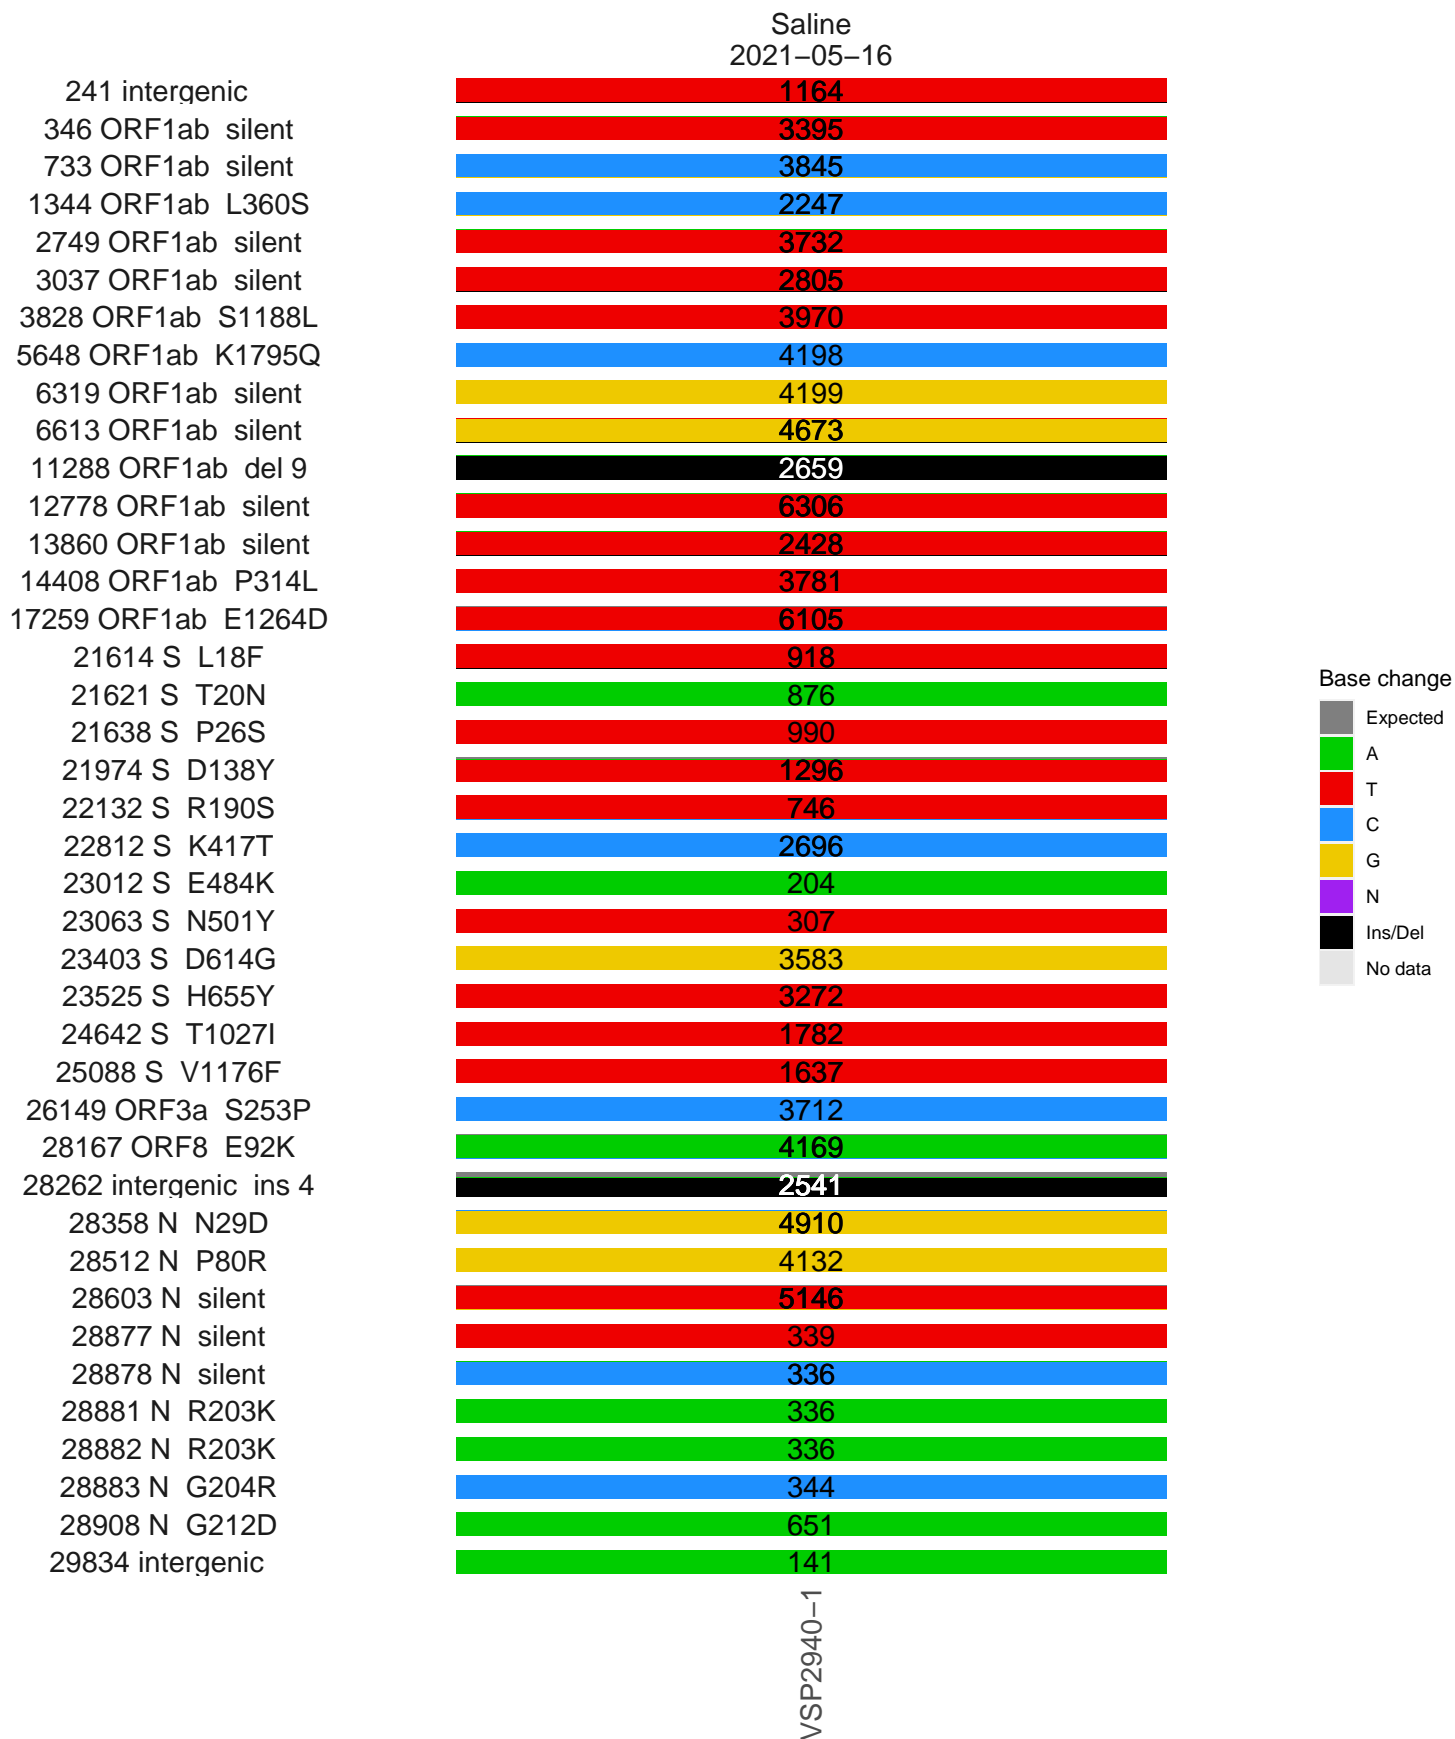 Saline
2021−05−16
241 intergenic 1164
346 ORF1ab silent 3395
733 ORF1ab silent 3845
1344 ORF1ab L360S 2247
2749 ORF1ab silent 3732
3037 ORF1ab silent 2805
3828 ORF1ab S1188L 3970
5648 ORF1ab K1795Q 4198
6319 ORF1ab silent 4199
6613 ORF1ab silent 4673
11288 ORF1ab del 9 2659
12778 ORF1ab silent 6306
13860 ORF1ab silent 2428
14408 ORF1ab P314L 3781
17259 ORF1ab E1264D 6105
21614 S L18F 918
21621 S T20N 876
21638 S P26S 990
21974 S D138Y 1296
22132 S R190S 746
22812 S K417T 2696
23012 S E484K 204
23063 S N501Y 307
23403 S D614G 3583
23525 S H655Y 3272
24642 S T1027I 1782
25088 S V1176F 1637
26149 ORF3a S253P 3712
28167 ORF8 E92K 4169
28262 intergenic ins 4 2541
28358 N N29D 4910
28512 N P80R 4132
28603 N silent 5146
28877 N silent 339
28878 N silent 336
28881 N R203K 336
28882 N R203K 336
28883 N G204R 344
28908 N G212D 651
29834 intergenic 141
VSP2940−1
Base change
Expected
A
T
C
G
N
Ins/Del
No data